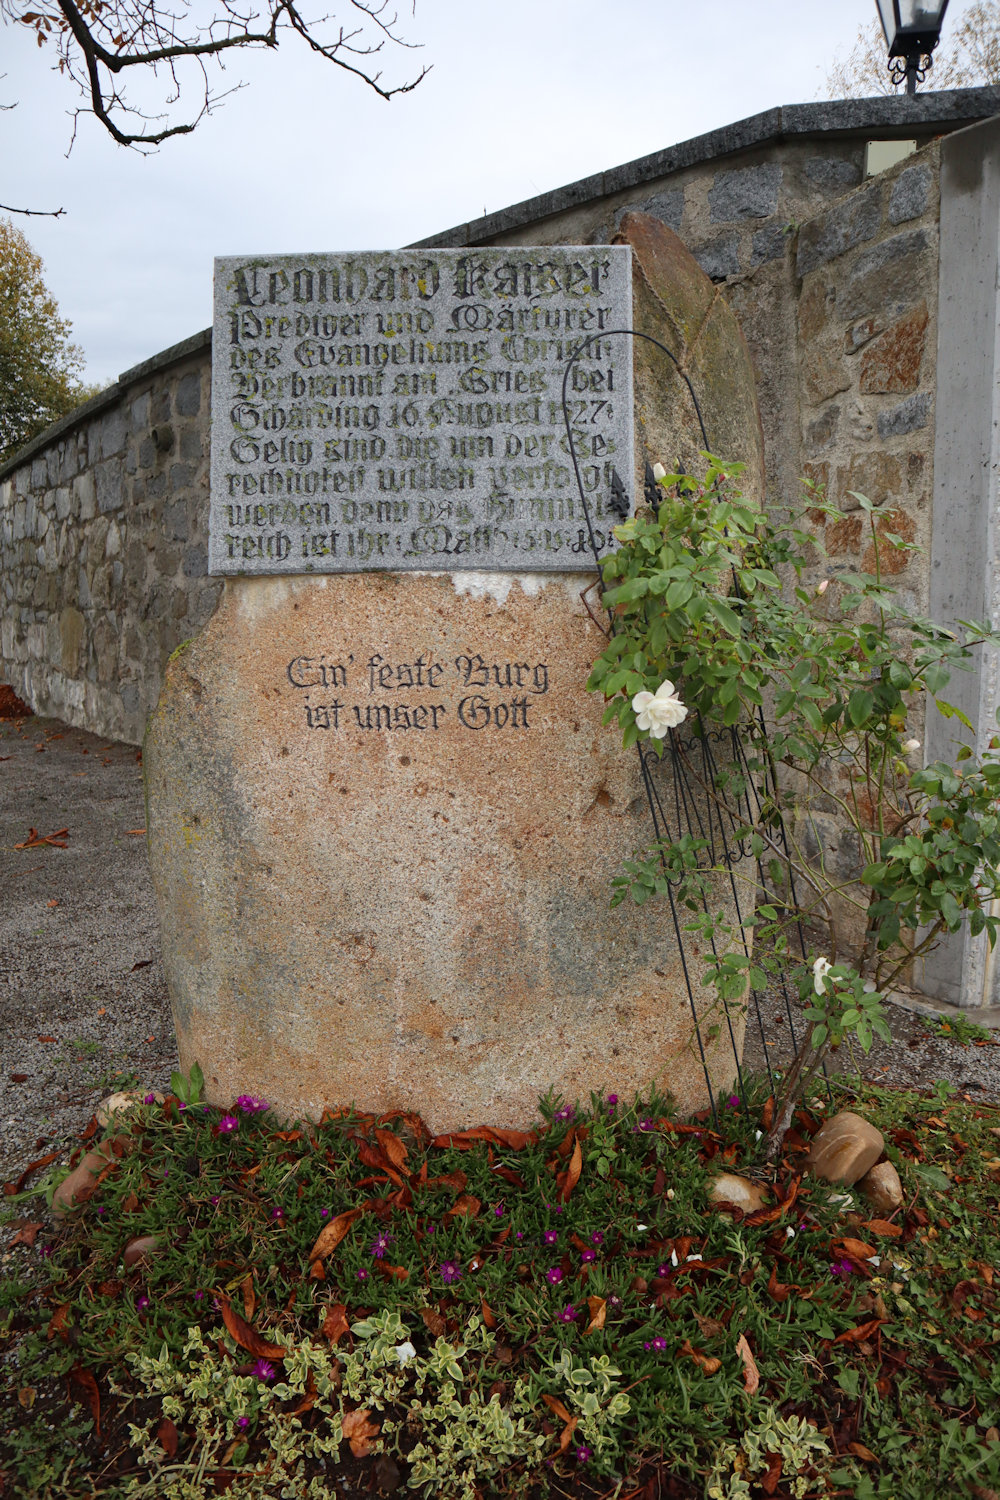 Leonhard Kaiser
Prediger und Märtyrer
des Evangeliums Christi.
Verbrannt am .Gries. bei
Schärding 16. August 1527.
Selig sind die um der Ge-
rechtigkeit willen verfolgt
werden, denn das Himmel-
reich ist ihr. Matth. 5. v. 10.
Ein' feste Burg
ist unser Gott